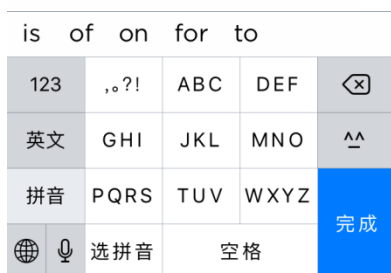 is of on for to
123 ,。?! ABC DEF
英文 GHI JKL MNO ^^
拼音 PQRS TUV WXYZ
完成
选拼音 空格